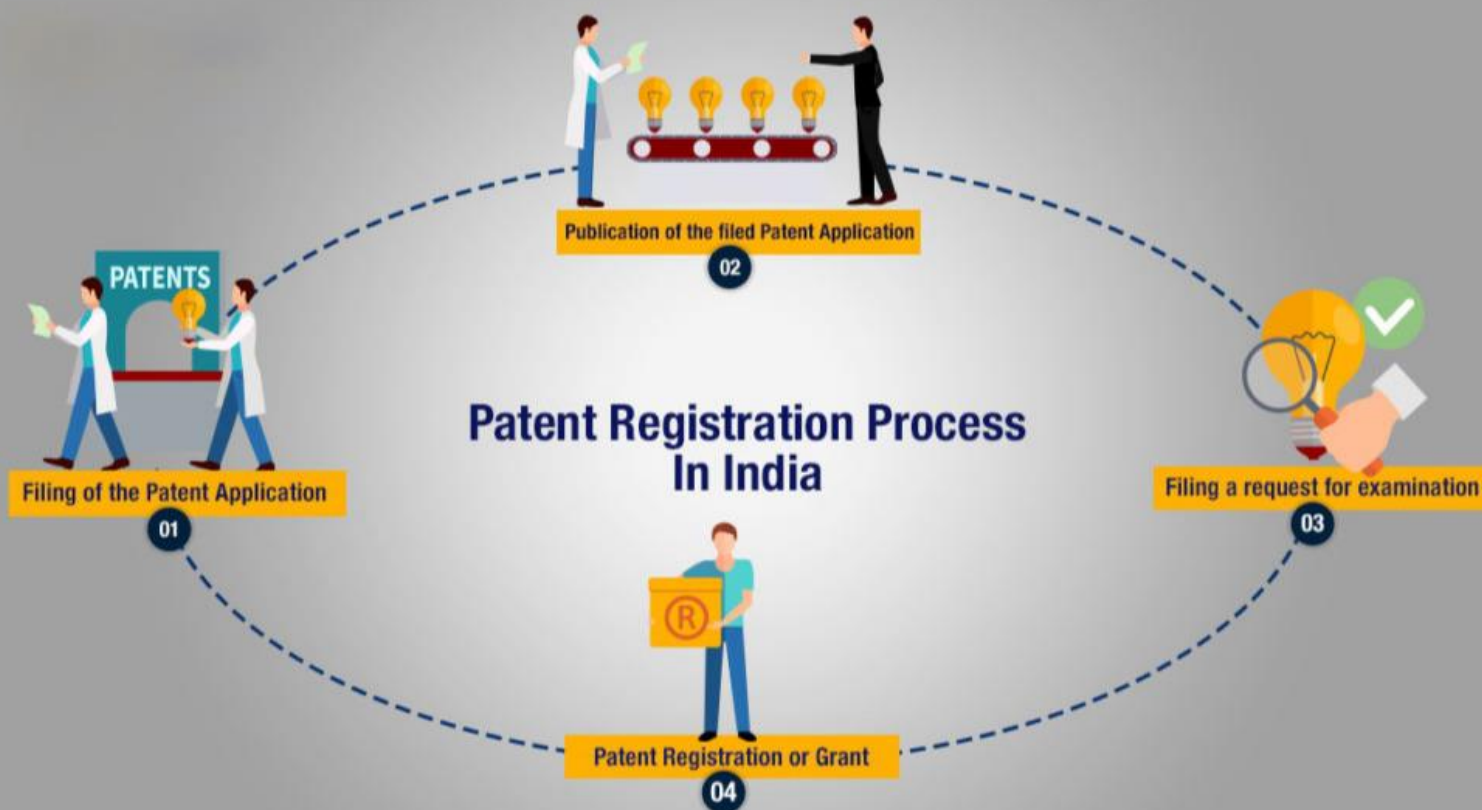 Publication of the filed Patent Application
02
PATENTS
Filing of the Patent Application
01
Patent Registration Process
In India
Filing a request for examination
03
R
Patent Registration or Grant
04